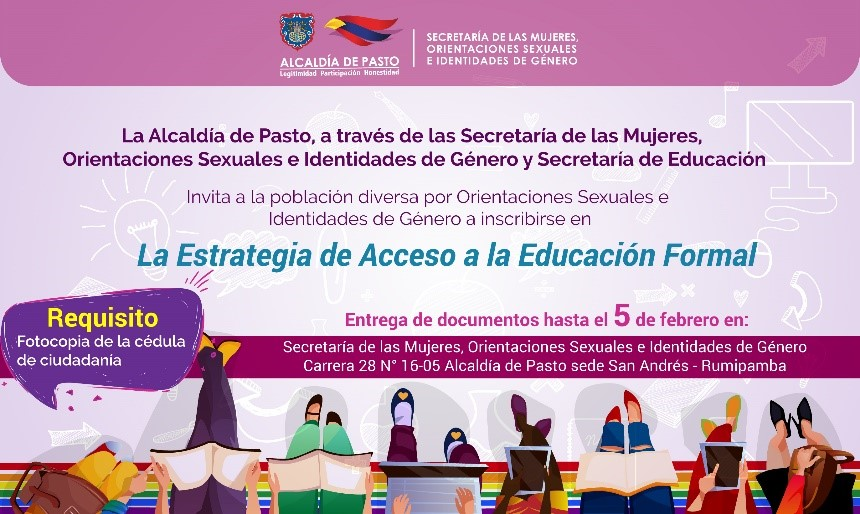 ALCALDÍA DE PASTO
Legitimidad Participación Honestidad
SECRETARÍA DE LAS MUJERES,
ORIENTACIONES SEXUALES
E IDENTIDADES DE GÉNERO
La Alcaldía de Pasto, a través de las Secretaría de las Mujeres,
Orientaciones Sexuales e Identidades de Género y Secretaría de Educación
Invita a la población diversa por Orientaciones Sexuales e
Identidades de Género a inscribirse en
La Estrategia de Acceso a la Educación Formal
Requisito
Fotocopia de la cédula
de ciudadanía
Entrega de documentos hasta el 5 de febrero en:
Secretaría de las Mujeres, Orientaciones Sexuales e Identidades de Género
Carrera 28 N° 16-05 Alcaldía de Pasto sede San Andrés - Rumipamba